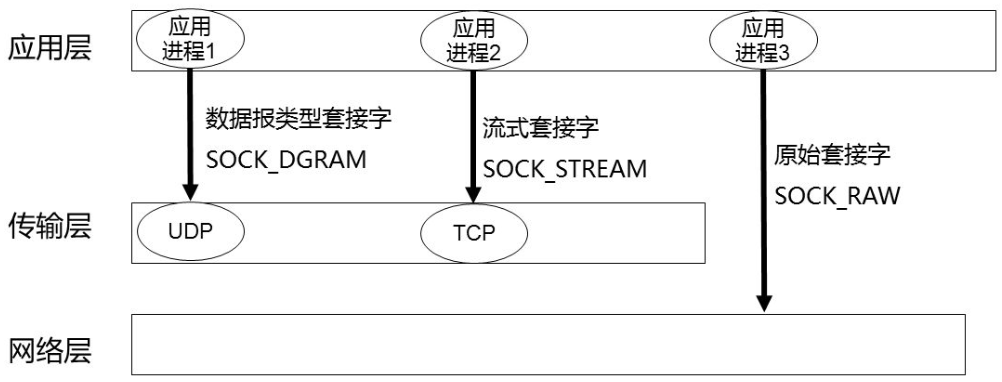 应用层
应用
进程1
应用
进程2
应用
进程3
数据报类型套接字
SOCK_DGRAM
流式套接字
SOCK_STREAM
原始套接字
SOCK_RAW
传输层
UDP
TCP
网络层